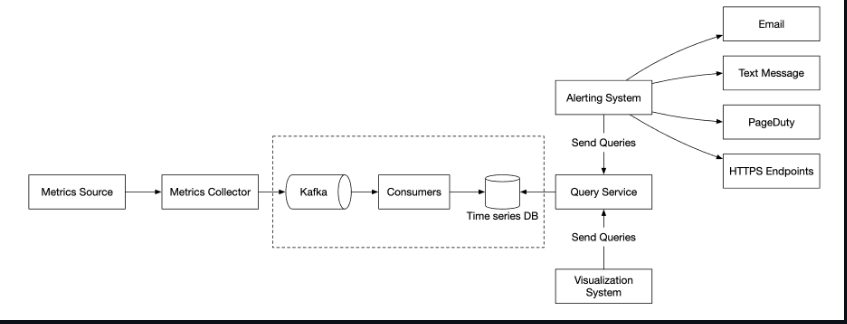 Email
Text Message
Alerting System
PageDuty
Send Queries
HTTPS Endpoints
Metrics Source
Metrics Collector
Kafka
Consumers
Time series DB
Query Service
Send Queries
Visualization
System